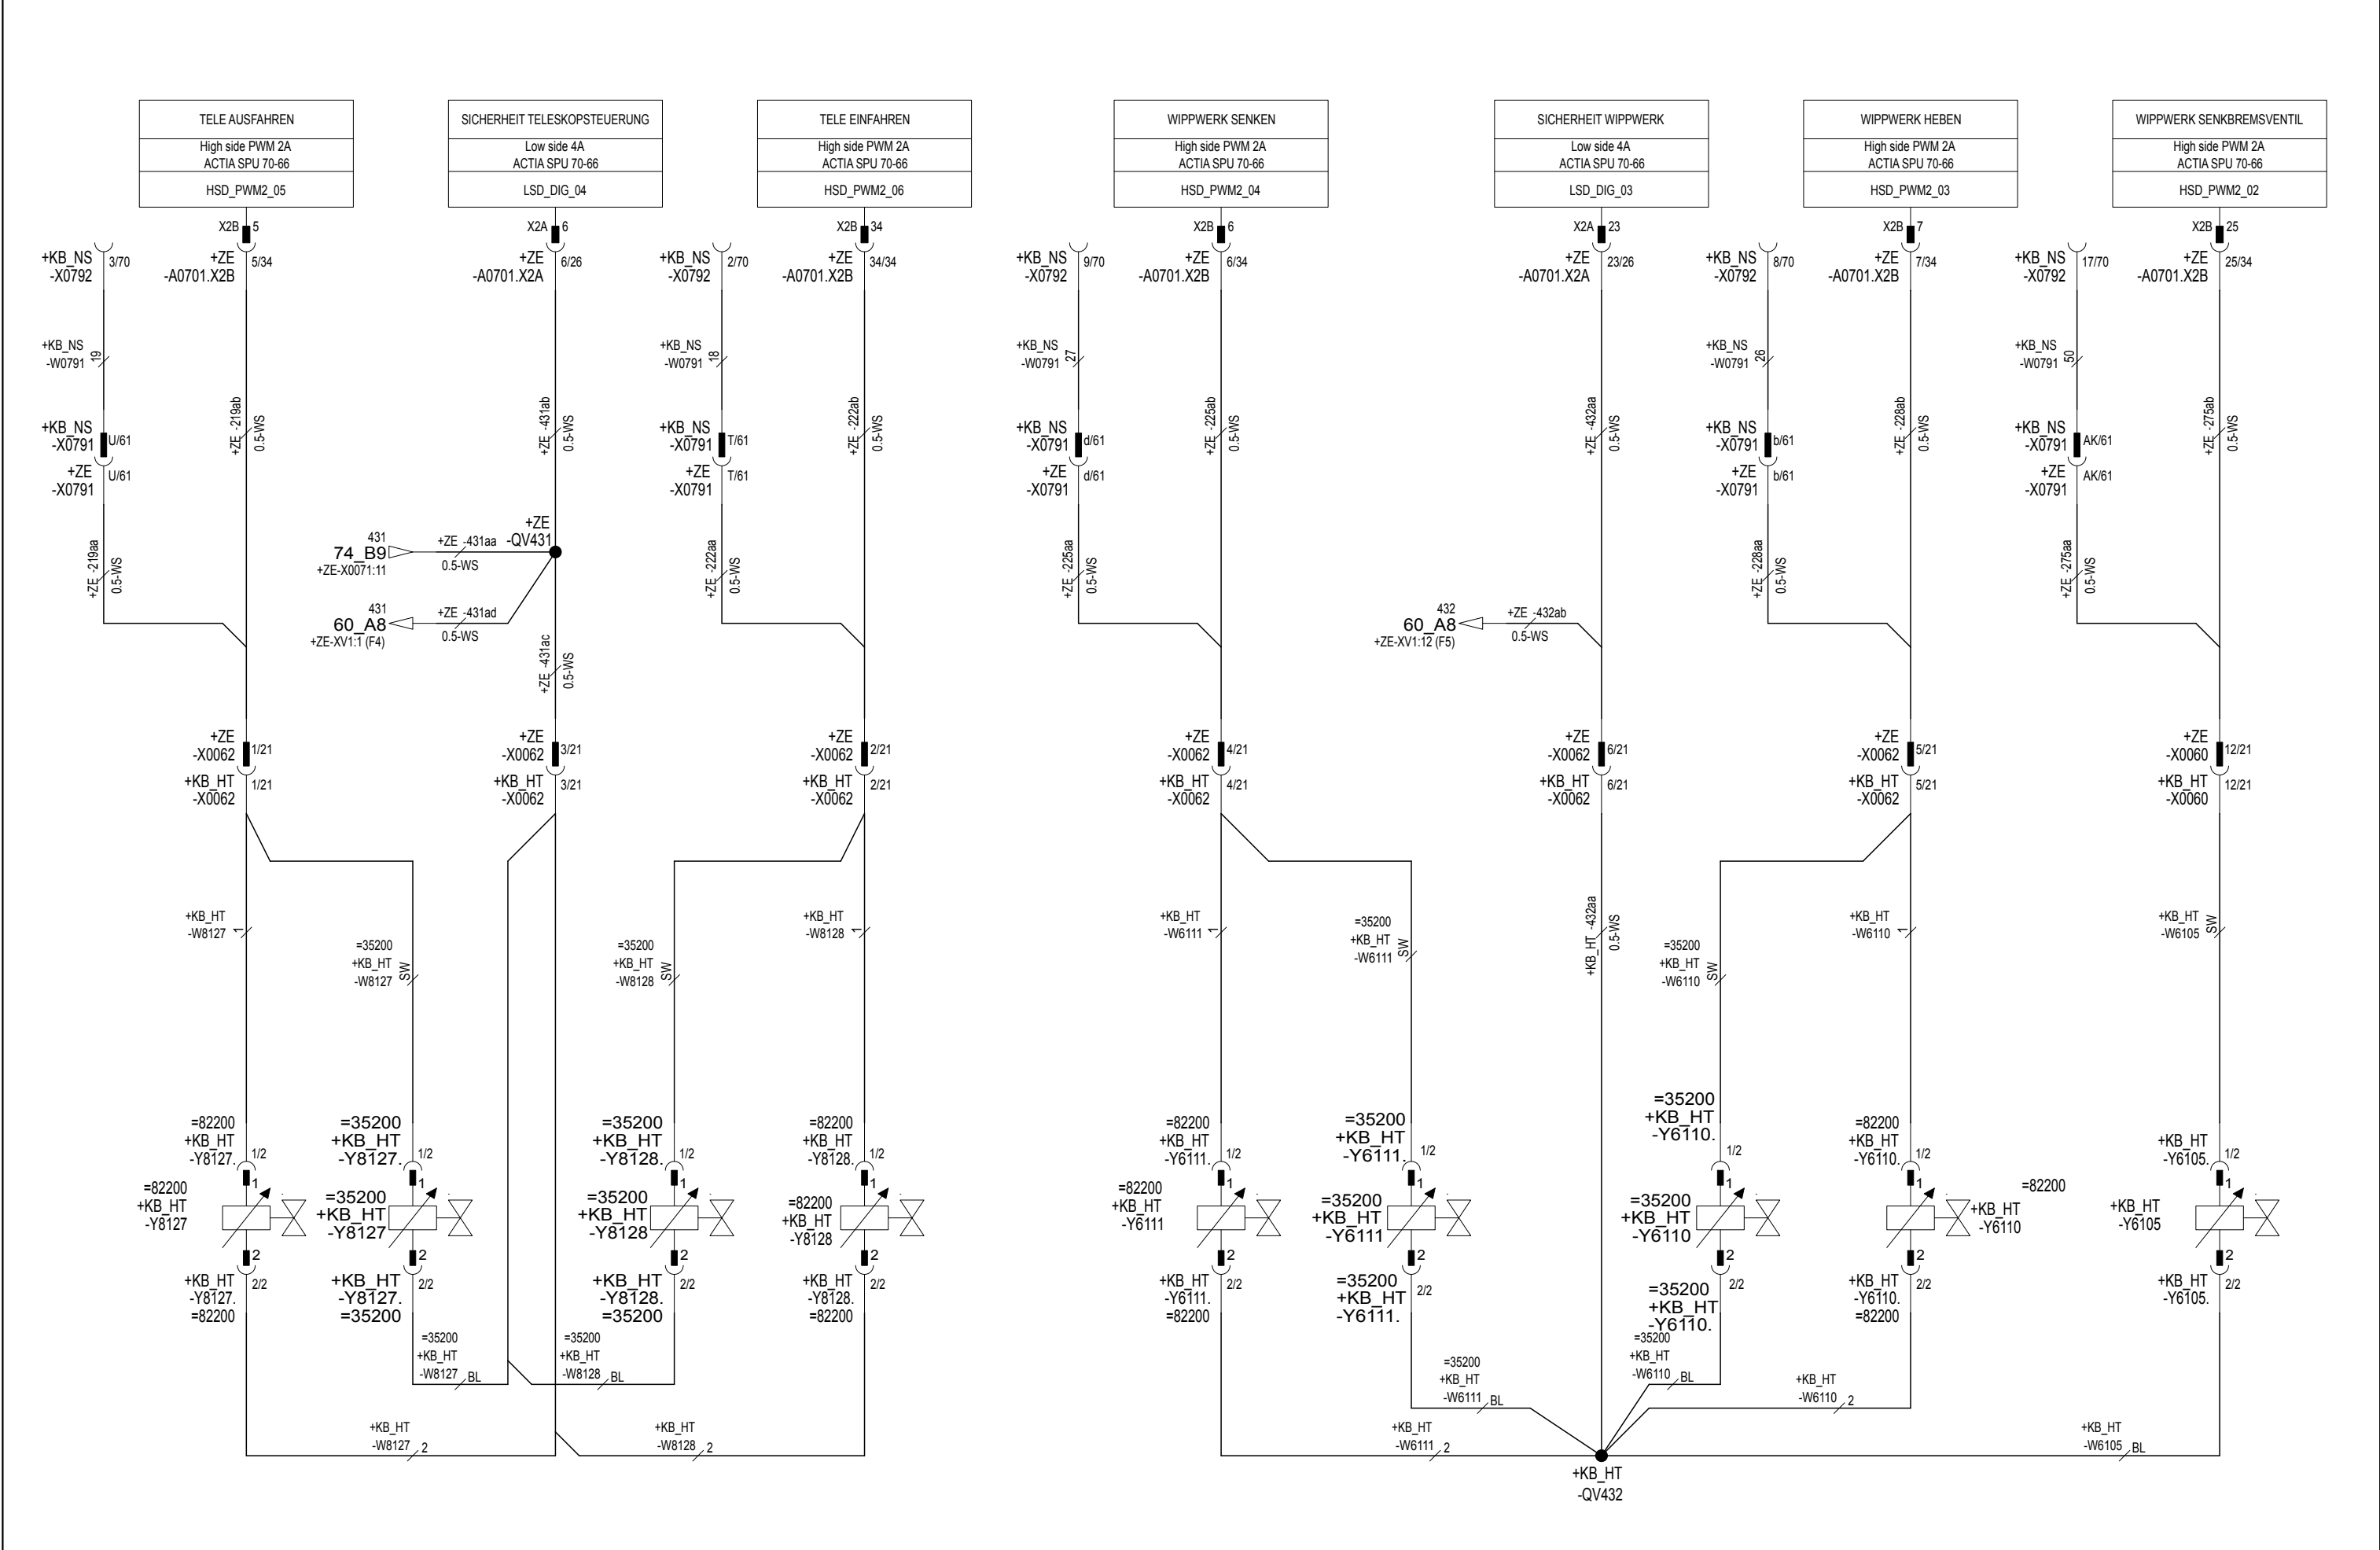 TELE AUSFAHREN
High side PWM 2A
ACTIA SPU 70-66
HSD_PWM2_05
SICHERHEIT TELESKOPSTEUERUNG
Low side 4A
ACTIA SPU 70-66
LSD_DIG_04
TELE EINFAHREN
High side PWM 2A
ACTIA SPU 70-66
HSD_PWM2_06
WIPPWERK SENKEN
High side PWM 2A
ACTIA SPU 70-66
HSD_PWM2_04
SICHERHEIT WIPPWERK
Low side 4A
ACTIA SPU 70-66
LSD_DIG_03
WIPPWERK HEBEN
High side PWM 2A
ACTIA SPU 70-66
HSD_PWM2_03
WIPPWERK SENKBREMSVENTIL
High side PWM 2A
ACTIA SPU 70-66
HSD_PWM2_02
X2B 5
X2A 6
X2B 34
X2B 6
X2A 23
X2B 7
X2B 25
+KB_NS 3/70
-X0792
+ZE 5/34
-A0701.X2B
+ZE 6/26
-A0701.X2A
+KB_NS 2/70
-X0792
+ZE 34/34
-A0701.X2B
+KB_NS 9/70
-X0792
+ZE 6/34
-A0701.X2B
+ZE 23/26
-A0701.X2A
+KB_NS 8/70
-X0792
+ZE 7/34
-A0701.X2B
+KB_NS 17/70
-X0792
+ZE 25/34
-A0701.X2B
+KB_NS
-W0791 19
+KB_NS
-W0791 18
+KB_NS
-W0791 27
+KB_NS
-W0791 26
+KB_NS
-W0791 50
+ZE -219ab
0.5-WS
+ZE -431ab
0.5-WS
+ZE -222ab
0.5-WS
+ZE -225ab
0.5-WS
+ZE -432aa
0.5-WS
+ZE -228ab
0.5-WS
+ZE -275ab
0.5-WS
+KB_NS
-X0791 U/61
+ZE
-X0791 U/61
+KB_NS
-X0791 T/61
+ZE
-X0791 T/61
+KB_NS
-X0791 d/61
+ZE
-X0791 d/61
+KB_NS
-X0791 b/61
+ZE
-X0791 b/61
+KB_NS
-X0791 AK/61
+ZE
-X0791 AK/61
+ZE
-QV431
431
74_B9
+ZE-X0071:11
+ZE -431aa
0.5-WS
431
60_A8
+ZE-XV1:1 (F4)
+ZE -431ad
0.5-WS
432
60_A8
+ZE-XV1:12 (F5)
+ZE -432ab
0.5-WS
+ZE -219aa
0.5-WS
+ZE -431ac
0.5-WS
+ZE -222aa
0.5-WS
+ZE -225aa
0.5-WS
+ZE -228aa
0.5-WS
+ZE -275aa
0.5-WS
+ZE
-X0062 1/21
+KB_HT 1/21
-X0062
+ZE
-X0062 3/21
+KB_HT 3/21
-X0062
+ZE
-X0062 2/21
+KB_HT 2/21
-X0062
+ZE
-X0062 4/21
+KB_HT 4/21
-X0062
+ZE
-X0062 6/21
+KB_HT 6/21
-X0062
+ZE
-X0062 5/21
+KB_HT 5/21
-X0062
+ZE
-X0060 12/21
+KB_HT 12/21
-X0060
+KB_HT
-W8127 1
=35200
+KB_HT
-W8127 SW
=35200
+KB_HT
-W8128 SW
+KB_HT
-W8128 1
+KB_HT
-W6111 1
=35200
+KB_HT
-W6111 SW
+KB_HT -432aa
0.5-WS
=35200
+KB_HT
-W6110 SW
+KB_HT
-W6110 1
+KB_HT
-W6105 SW
=82200
+KB_HT
-Y8127. 1/2
1
=82200
+KB_HT
-Y8127
2
+KB_HT 2/2
-Y8127.
=82200
=35200
+KB_HT
-Y8127. 1/2
1
=35200
+KB_HT
-Y8127
2
+KB_HT 2/2
-Y8127.
=35200
=35200
+KB_HT
-Y8128. 1/2
1
=35200
+KB_HT
-Y8128
2
+KB_HT 2/2
-Y8128.
=35200
=82200
+KB_HT
-Y8128. 1/2
1
=82200
+KB_HT
-Y8128
2
+KB_HT 2/2
-Y8128.
=82200
=82200
+KB_HT
-Y6111. 1/2
1
=82200
+KB_HT
-Y6111
2
+KB_HT 2/2
-Y6111.
=82200
=35200
+KB_HT
-Y6111. 1/2
1
=35200
+KB_HT
-Y6111
2
=35200
+KB_HT 2/2
-Y6111.
=35200
+KB_HT
-Y6110.
1/2
1
=35200
+KB_HT
-Y6110
2
2/2
=35200
+KB_HT
-Y6110.
=82200
+KB_HT
-Y6110. 1/2
1
=82200
+KB_HT
-Y6110
2
+KB_HT 2/2
-Y6110.
=82200
+KB_HT
-Y6105. 1/2
1
+KB_HT
-Y6105
2
+KB_HT 2/2
-Y6105.
=35200
+KB_HT
-W8127 BL
=35200
+KB_HT
-W8128 BL
=35200
+KB_HT
-W6111 BL
=35200
+KB_HT
-W6110 BL
+KB_HT
-W6110 2
+KB_HT
-W8127 2
+KB_HT
-W8128 2
+KB_HT
-W6111 2
+KB_HT
-W6105 BL
+KB_HT
-QV432